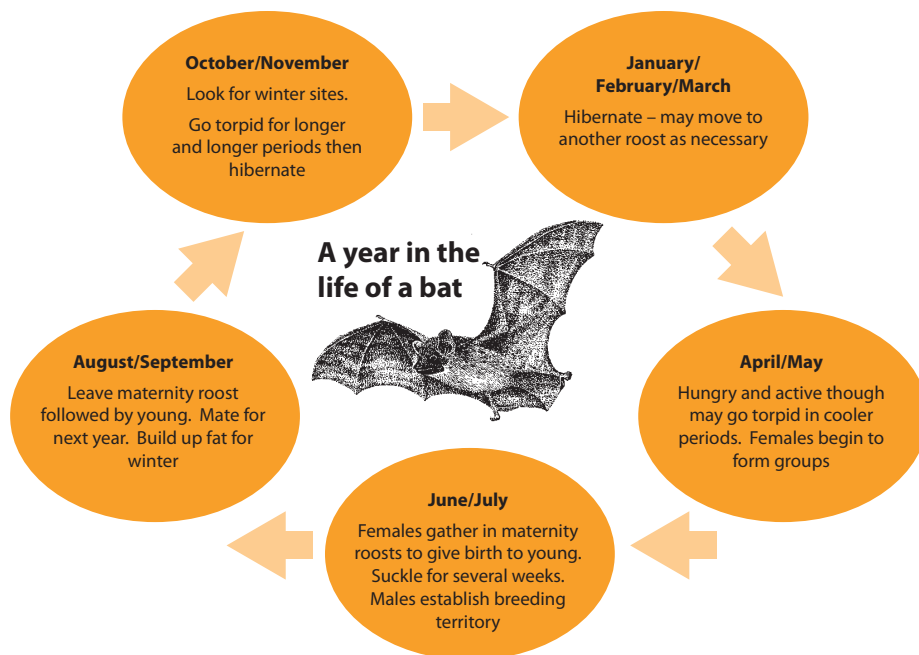 October/November
Look for winter sites.
Go torpid for longer
and longer periods then
hibernate
January/
February/March
Hibernate – may move to
another roost as necessary
A year in the
life of a bat
August/September
Leave maternity roost
followed by young. Mate for
next year. Build up fat for
winter
April/May
Hungry and active though
may go torpid in cooler
periods. Females begin to
form groups
June/July
Females gather in maternity
roosts to give birth to young.
Suckle for several weeks.
Males establish breeding
territory